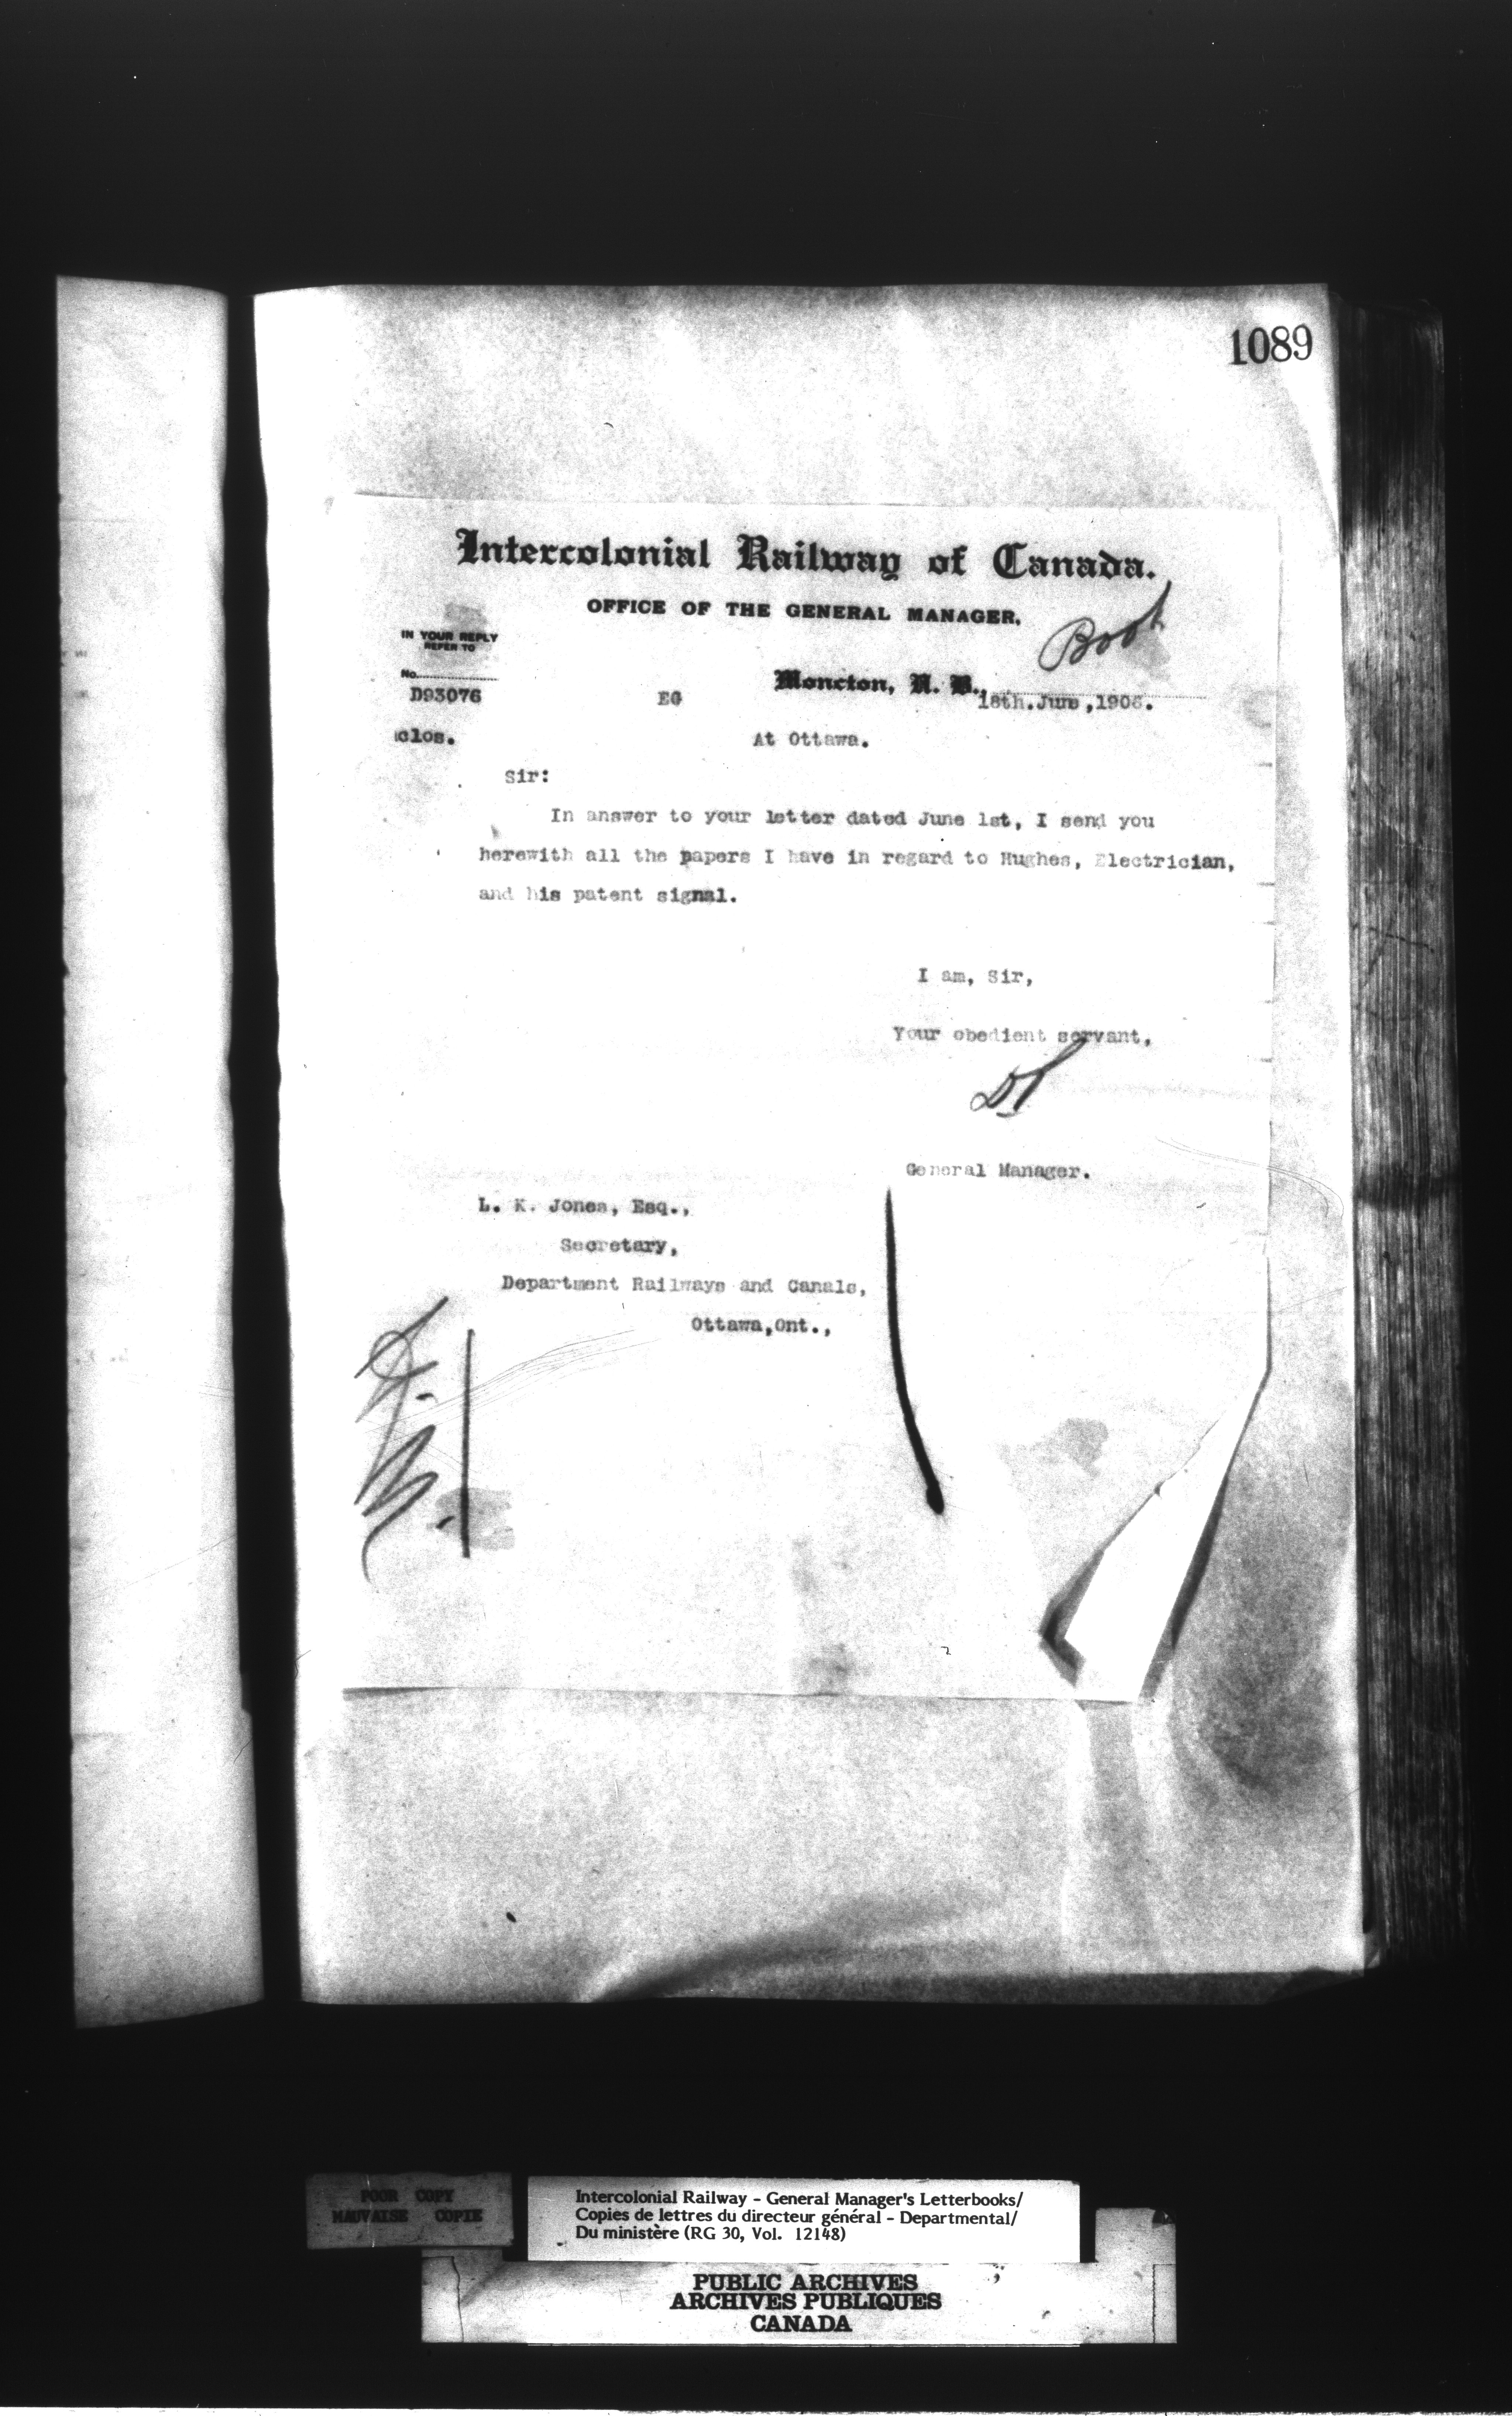 1089
Intercolonial Railway of Canada.
OFFICE OF THE GENERAL MANAGER.
Book
IN YOUR REPLY
REFER TO
No.
Moncton, N. B.,
D93076 EG 18th.June,1908.
clos. At Ottawa.
Sir:
In answer to your letter dated June 1st, I send you
herewith all the papers I have in regard to Hughes, Electrician,
and his patent signal.
I am, Sir,
Your obedient servant,
DP
General Manager.
L. K. Jones, Esq.,
Secretary,
Department Railways and Canals,
Ottawa,Ont.,
POOR COPY
MAUVAISE COPIE
Intercolonial Railway - General Manager's Letterbooks/
Copies de lettres du directeur général - Departmental/
Du ministère (RG 30, Vol. 12148)
PUBLIC ARCHIVES
ARCHIVES PUBLIQUES
CANADA